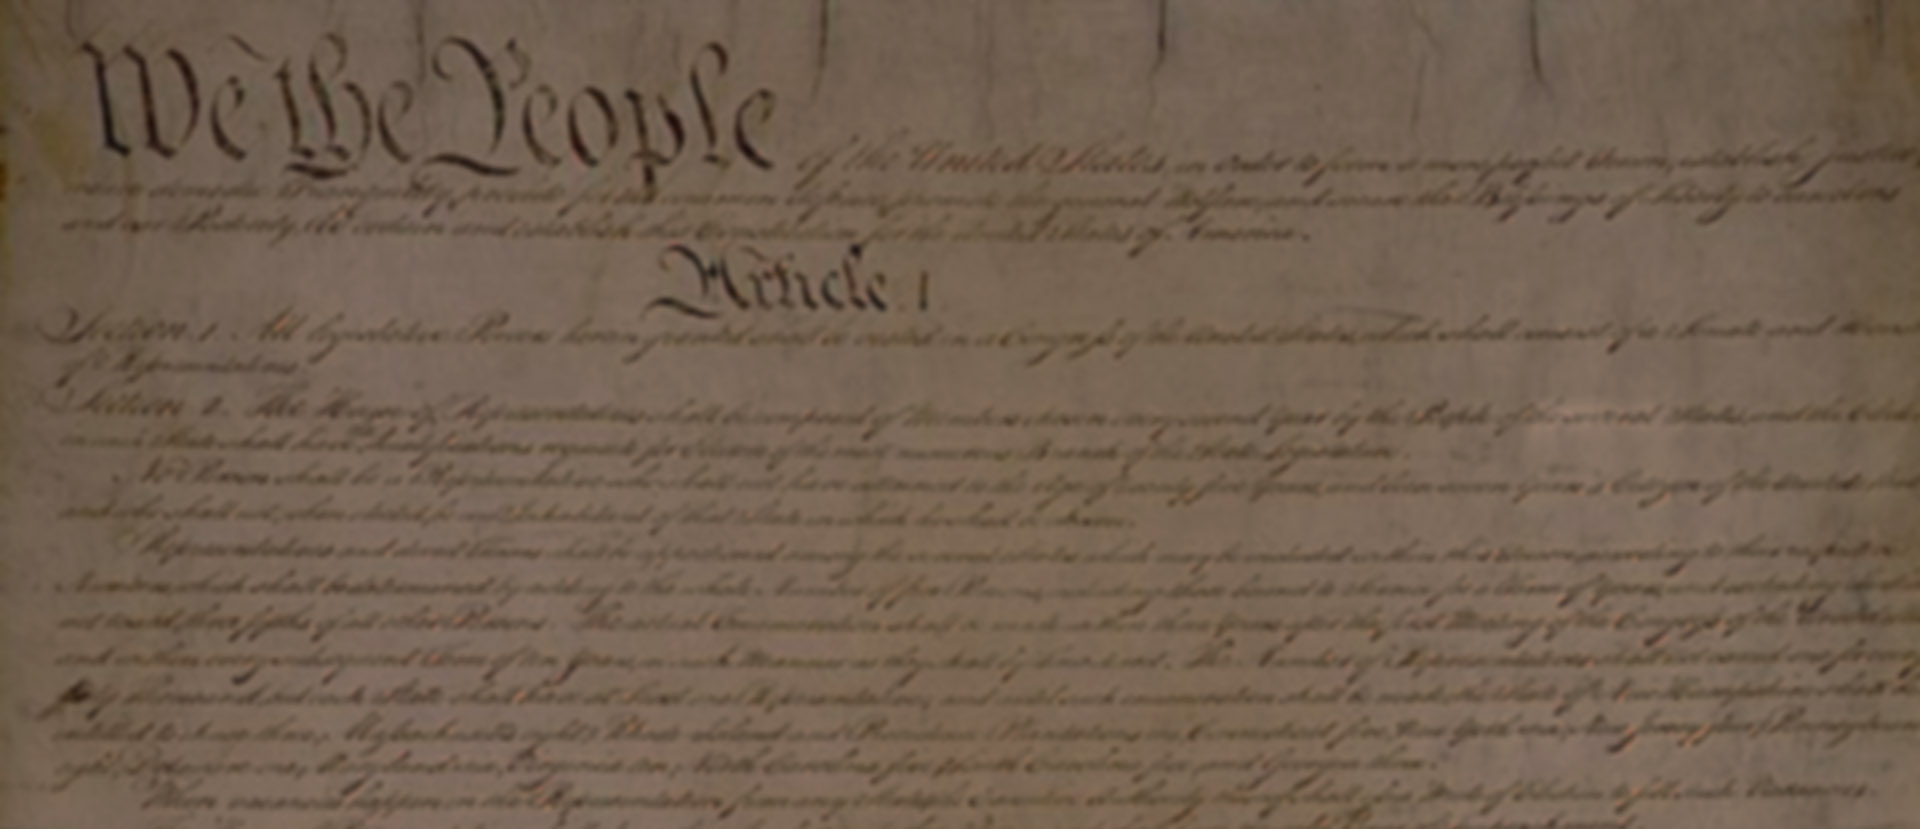 We the People of the United States, in Order to form a more perfect Union, establish Justice,
insure domestic Tranquility, provide for the common defence, promote the general Welfare, and secure the Blessings of Liberty to ourselves
and our Posterity, do ordain and establish this Constitution for the United States of America.
Article. I.
Section. 1. All legislative Powers herein granted shall be vested in a Congress of the United States, which shall consist of a Senate and House
of Representatives.
Section. 2. The House of Representatives shall be composed of Members chosen every second Year by the People of the several States, and the
in each State shall have Qualifications requisite for Electors of the most numerous Branch of the State Legislature.
No Person shall be a Representative who shall not have attained to the Age of twenty five Years, and been seven Years a Citizen of the United
and who shall not, when elected, be an Inhabitant of that State in which he shall be chosen.
Representatives and direct Taxes shall be apportioned among the several States which may be included within this Union, according to their respective
Numbers, which shall be determined by adding to the whole Number of free Persons, including those bound to Service for a Term of Years, and excluding
not taxed, three fifths of all other Persons. The actual Enumeration shall be made within three Years after the first Meeting of the Congress of the United
and within every subsequent Term of ten Years, in such Manner as they shall by Law direct. The Number of Representatives shall not exceed one for every
thirty Thousand, but each State shall have at Least one Representative; and until such enumeration shall be made, the State of New Hampshire shall be
entitled to chuse three, Massachusetts eight, Rhode Island and Providence Plantations one, Connecticut five, New York six, New Jersey four, Pennsylvania
eight, Delaware one, Maryland six, Virginia ten, North Carolina five, South Carolina five, and Georgia three.
When vacancies happen in the Representation from any State, the Executive Authority thereof shall issue Writs of Election to fill such Vacancies.